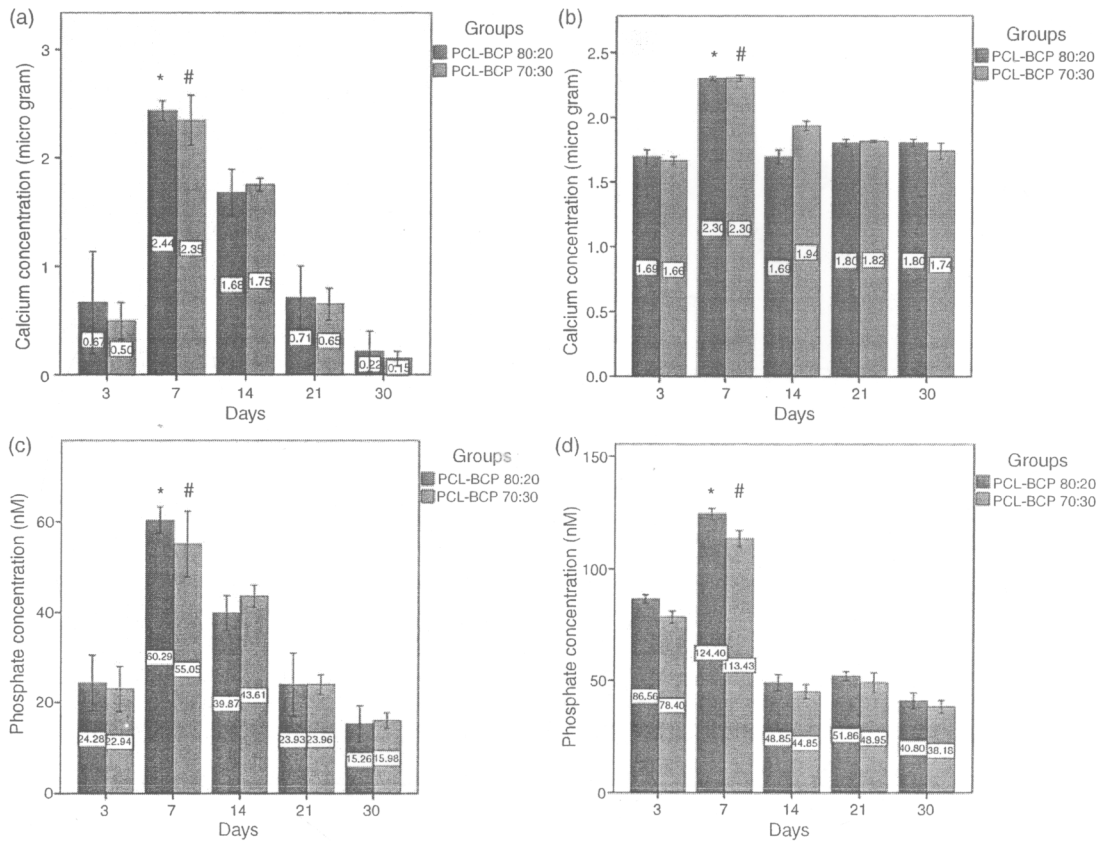 (a)
Groups
PCL-BCP 80:20
PCL-BCP 70:30
Calcium concentration (micro gram)
3
2
1
0
* #
0.67 0.50 2.44 2.35 1.68 1.75 0.71 0.65 0.22 0.15
3 7 14 21 30
Days
(b)
Groups
PCL-BCP 80:20
PCL-BCP 70:30
Calcium concentration (micro gram)
2.5
2.0
1.5
1.0
0.5
0.0
* #
1.69 1.66 2.30 2.30 1.69 1.94 1.80 1.82 1.80 1.74
3 7 14 21 30
Days
(c)
Groups
PCL-BCP 80:20
PCL-BCP 70:30
Phosphate concentration (nM)
60
40
20
0
* #
24.28 22.94 60.29 55.05 39.87 43.61 23.93 23.96 15.26 15.98
3 7 14 21 30
Days
(d)
Groups
PCL-BCP 80:20
PCL-BCP 70:30
Phosphate concentration (nM)
150
100
50
0
* #
86.56 78.40 124.40 113.43 48.85 44.85 51.86 48.95 40.80 38.18
3 7 14 21 30
Days